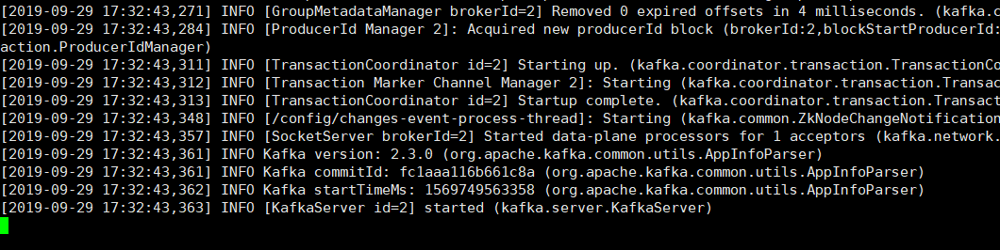 [2019-09-29 17:32:43,271] INFO [GroupMetadataManager brokerId=2] Removed 0 expired offsets in 4 milliseconds. (kafka.c
[2019-09-29 17:32:43,284] INFO [ProducerId Manager 2]: Acquired new producerId block (brokerId:2,blockStartProducerId:
action.ProducerIdManager)
[2019-09-29 17:32:43,311] INFO [TransactionCoordinator id=2] Starting up. (kafka.coordinator.transaction.TransactionCo
[2019-09-29 17:32:43,312] INFO [Transaction Marker Channel Manager 2]: Starting (kafka.coordinator.transaction.Transac
[2019-09-29 17:32:43,313] INFO [TransactionCoordinator id=2] Startup complete. (kafka.coordinator.transaction.Transact
[2019-09-29 17:32:43,348] INFO [/config/changes-event-process-thread]: Starting (kafka.common.ZkNodeChangeNotification
[2019-09-29 17:32:43,357] INFO [SocketServer brokerId=2] Started data-plane processors for 1 acceptors (kafka.network.
[2019-09-29 17:32:43,361] INFO Kafka version: 2.3.0 (org.apache.kafka.common.utils.AppInfoParser)
[2019-09-29 17:32:43,361] INFO Kafka commitId: fc1aaa116b661c8a (org.apache.kafka.common.utils.AppInfoParser)
[2019-09-29 17:32:43,362] INFO Kafka startTimeMs: 1569749563358 (org.apache.kafka.common.utils.AppInfoParser)
[2019-09-29 17:32:43,363] INFO [KafkaServer id=2] started (kafka.server.KafkaServer)